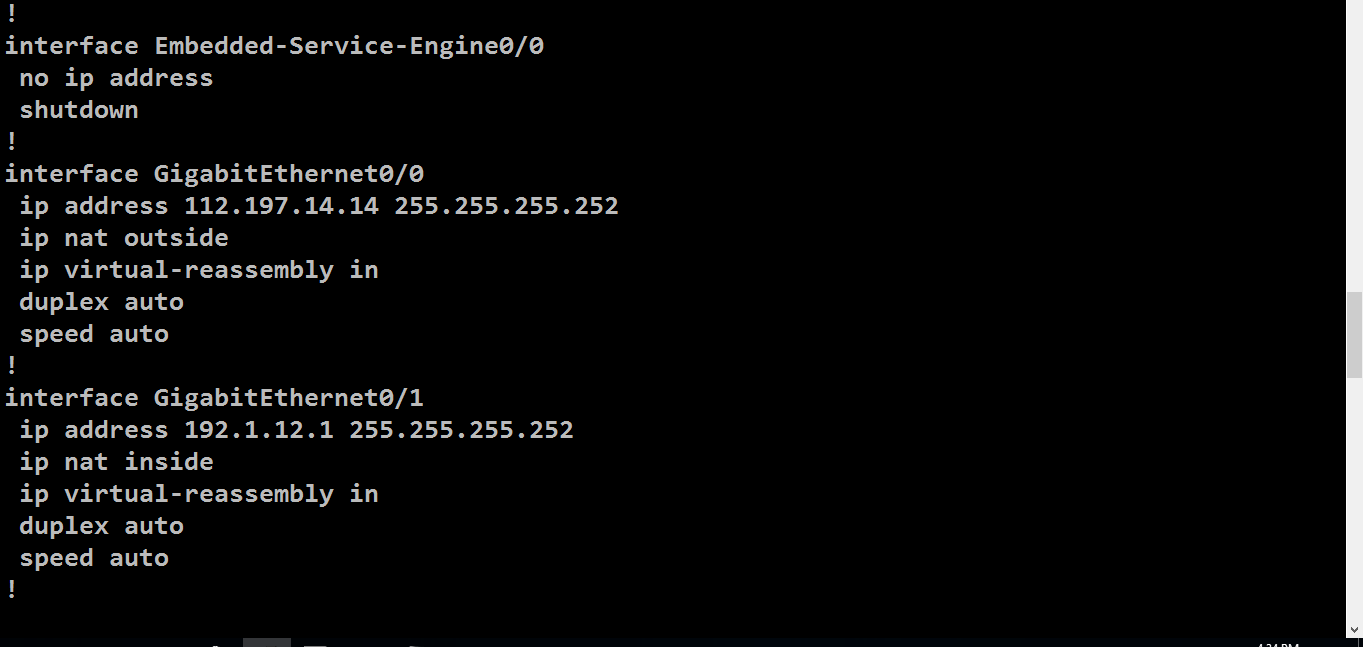 !
interface Embedded-Service-Engine0/0
 no ip address
 shutdown
!
interface GigabitEthernet0/0
 ip address 112.197.14.14 255.255.255.252
 ip nat outside
 ip virtual-reassembly in
 duplex auto
 speed auto
!
interface GigabitEthernet0/1
 ip address 192.1.12.1 255.255.255.252
 ip nat inside
 ip virtual-reassembly in
 duplex auto
 speed auto
!